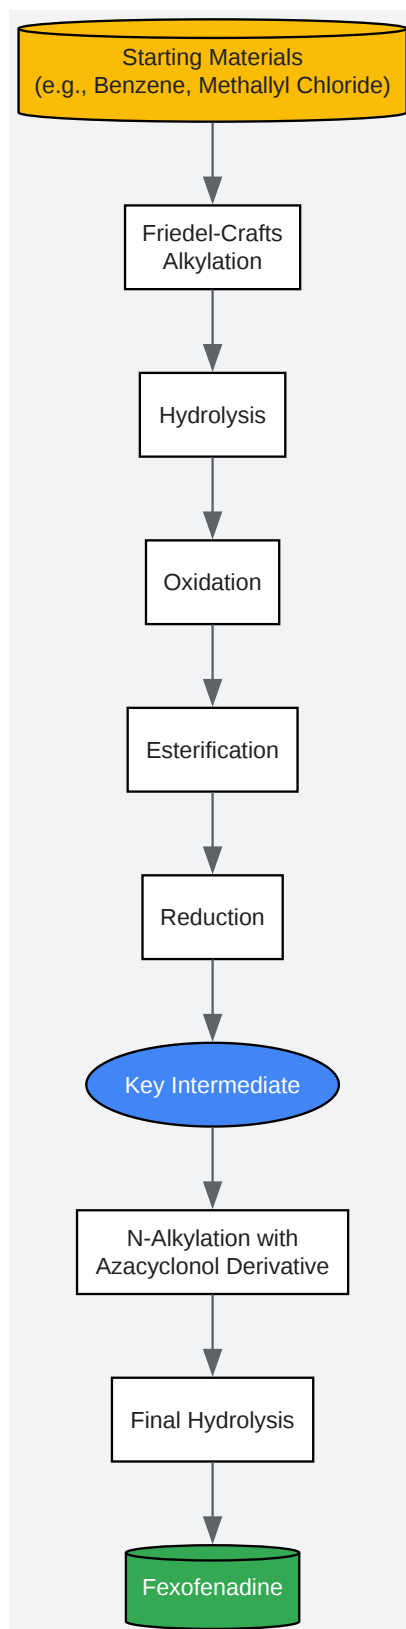 Starting Materials
(e.g., Benzene, Methallyl Chloride)
Friedel-Crafts
Alkylation
Hydrolysis
Oxidation
Esterification
Reduction
Key Intermediate
N-Alkylation with
Azacyclonol Derivative
Final Hydrolysis
Fexofenadine